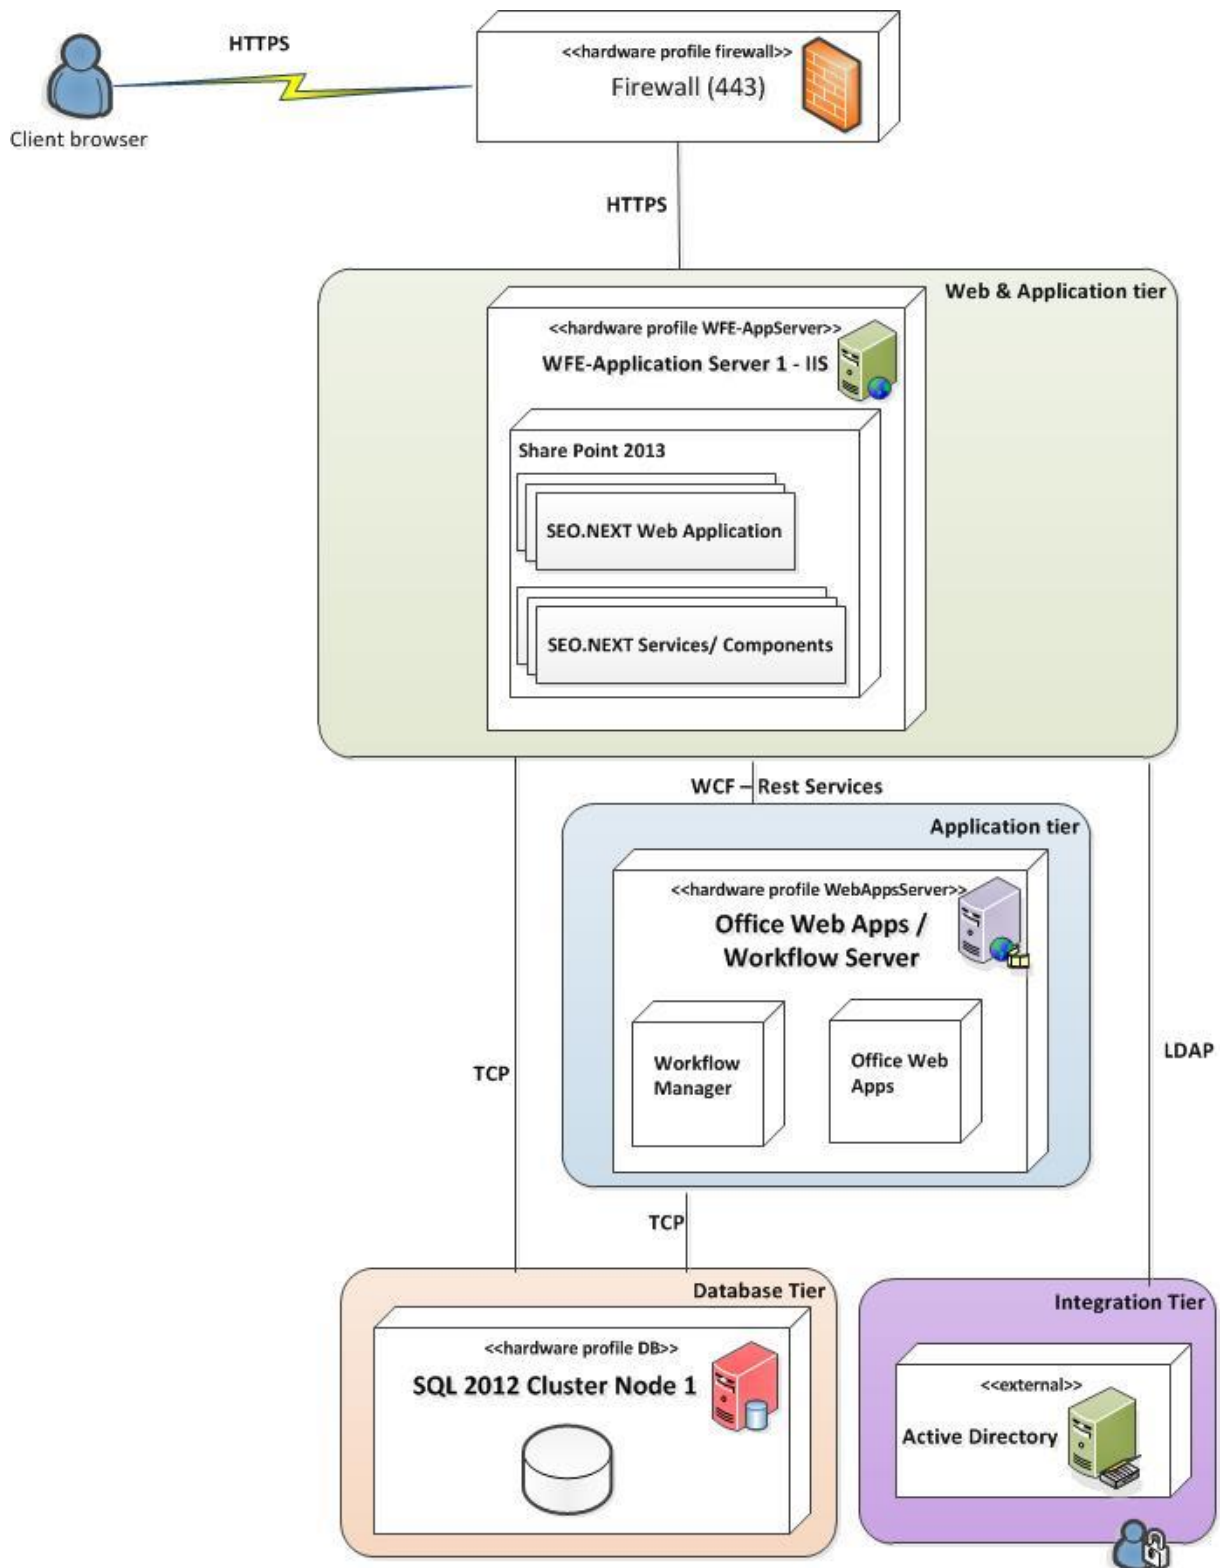 HTTPS
<<hardware profile firewall>>
Firewall (443)
Client browser
HTTPS
Web & Application tier
<<hardware profile WFE-AppServer>>
WFE-Application Server 1 - IIS
Share Point 2013
SEO.NEXT Web Application
SEO.NEXT Services/ Components
WCF – Rest Services
Application tier
<<hardware profile WebAppsServer>>
Office Web Apps /
Workflow Server
Workflow
Manager
Office Web
Apps
TCP
LDAP
TCP
Database Tier
<<hardware profile DB>>
SQL 2012 Cluster Node 1
Integration Tier
<<external>>
Active Directory